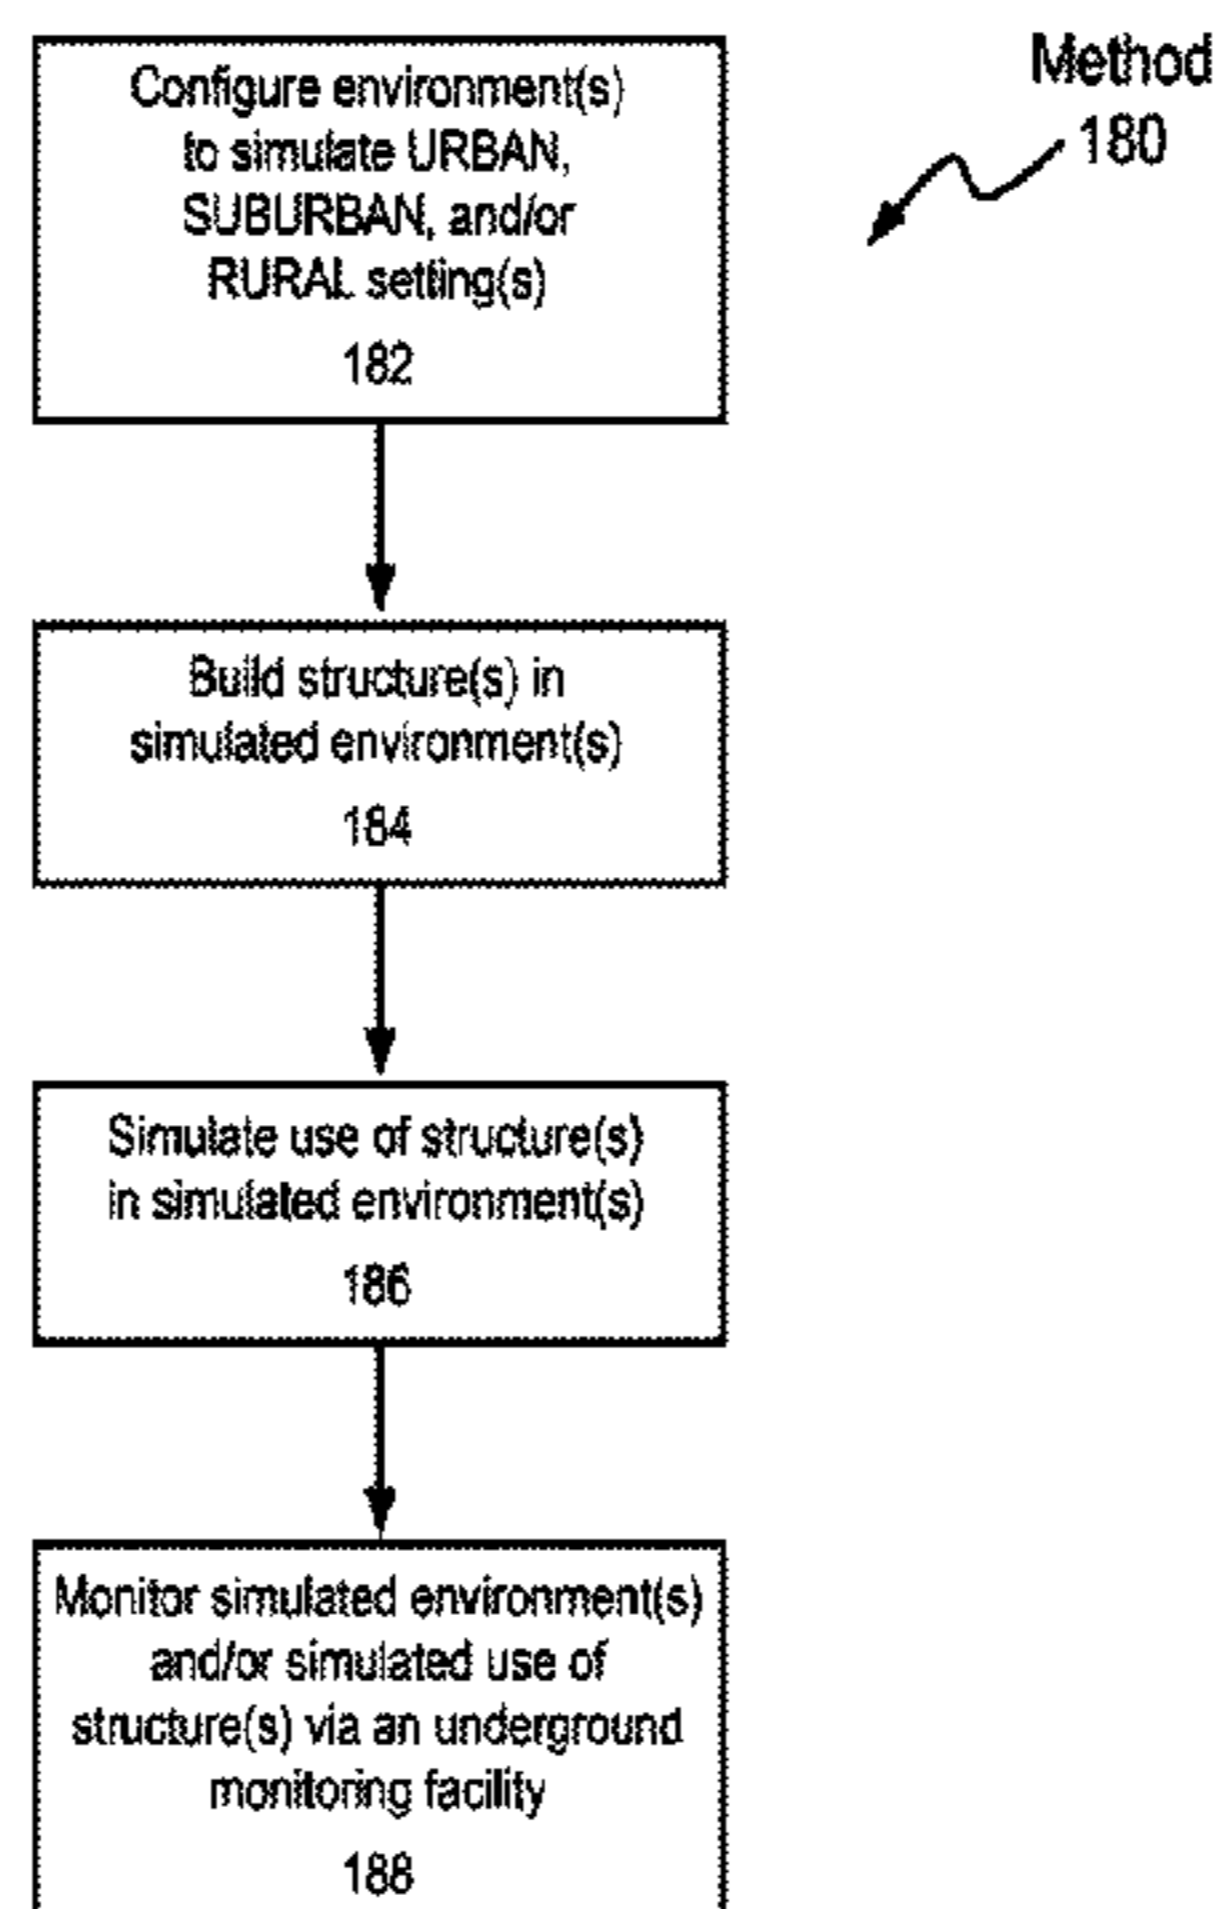 Method
180
Configure environment(s)
to simulate URBAN,
SUBURBAN, and/or
RURAL setting(s)
182
Build structure(s) in
simulated environment(s)
184
Simulate use of structure(s)
in simulated environment(s)
186
Monitor simulated environment(s)
and/or simulated use of
structure(s) via an underground
monitoring facility
188